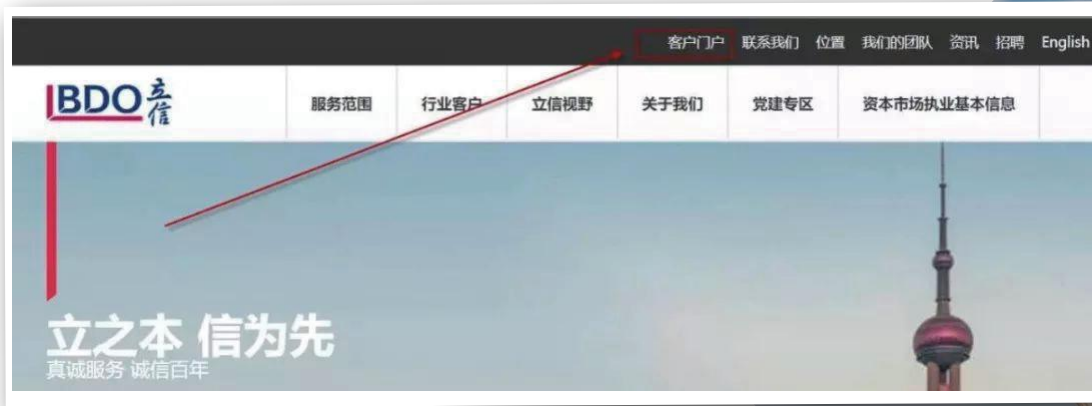 客户门户 联系我们 位置 我们的团队 资讯 招聘 English
BDO立信 服务范围 行业客户 立信视野 关于我们 党建专区 资本市场执业基本信息
立之本 信为先
真诚服务 诚信百年